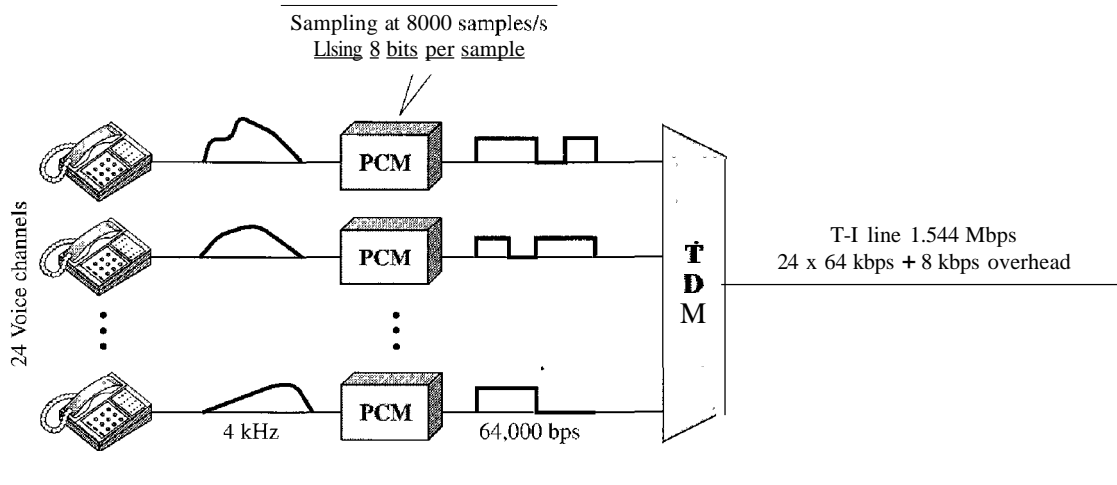 Sampling at 8000 samples/s
Llsing 8 bits per sample
PCM
PCM
24 Voice channels
T
D
M
T-I line 1.544 Mbps
24 x 64 kbps + 8 kbps overhead
PCM
4 kHz
64,000 bps